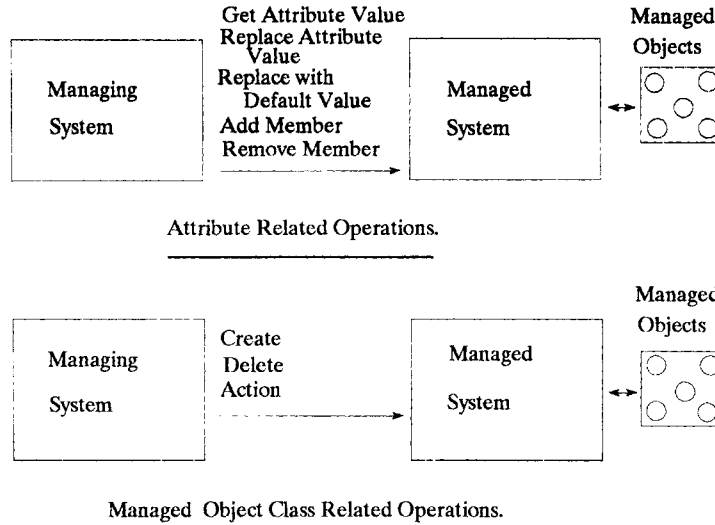 Get Attribute Value
Replace Attribute
Value
Replace with
Default Value
Add Member
Remove Member
Managing
System
Managed
System
Managed
Objects
Attribute Related Operations.
Managing
System
Create
Delete
Action
Managed
System
Managed
Objects
Managed Object Class Related Operations.